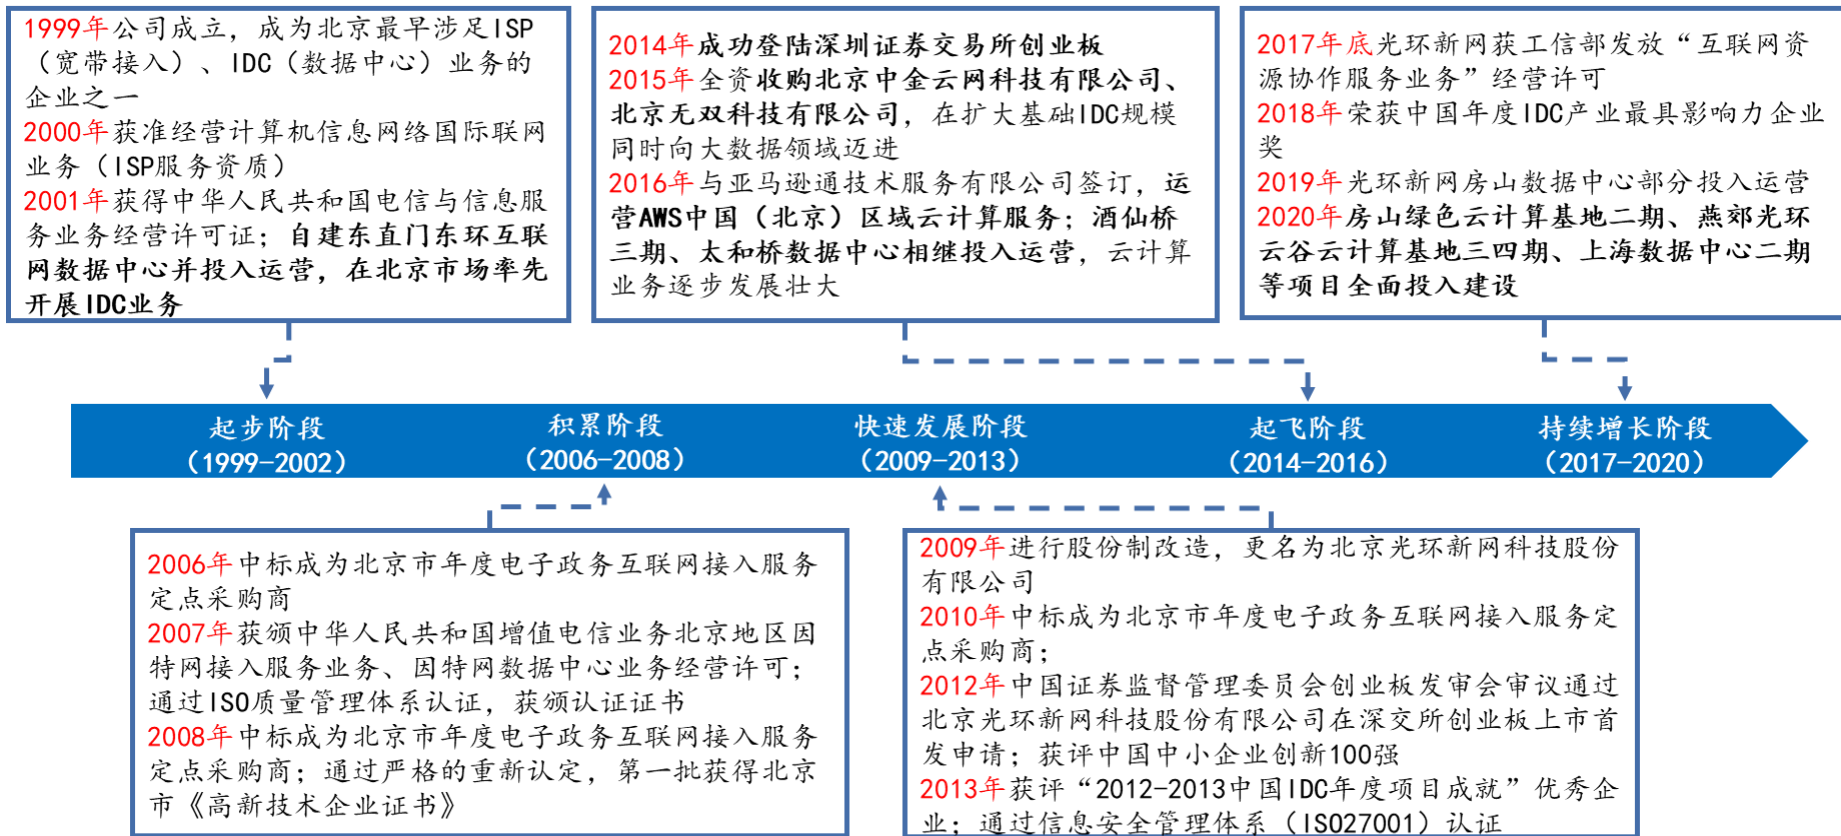 1999年公司成立，成为北京最早涉足ISP
（宽带接入）、IDC（数据中心）业务的
企业之一
2000年获准经营计算机信息网络国际联网
业务（ISP服务资质）
2001年获得中华人民共和国电信与信息服
务业务经营许可证；自建东直门东环互联
网数据中心并投入运营，在北京市场率先
开展IDC业务
2014年成功登陆深圳证券交易所创业板
2015年全资收购北京中金云网科技有限公司、
北京无双科技有限公司，在扩大基础IDC规模
同时向大数据领域迈进
2016年与亚马逊通技术服务有限公司签订，运
营AWS中国（北京）区域云计算服务；酒仙桥
三期、太和桥数据中心相继投入运营，云计算
业务逐步发展壮大
2017年底光环新网获工信部发放“互联网资
源协作服务业务”经营许可
2018年荣获中国年度IDC产业最具影响力企业
奖
2019年光环新网房山数据中心部分投入运营
2020年房山绿色云计算基地二期、燕郊光环
云谷云计算基地三四期、上海数据中心二期
等项目全面投入建设
起步阶段
（1999-2002）
积累阶段
（2006-2008）
快速发展阶段
（2009-2013）
起飞阶段
（2014-2016）
持续增长阶段
（2017-2020）
2006年中标成为北京市年度电子政务互联网接入服务
定点采购商
2007年获颁中华人民共和国增值电信业务北京地区因
特网接入服务业务、因特网数据中心业务经营许可；
通过ISO质量管理体系认证，获颁认证证书
2008年中标成为北京市年度电子政务互联网接入服务
定点采购商；通过严格的重新认定，第一批获得北京
市《高新技术企业证书》
2009年进行股份制改造，更名为北京光环新网科技股份
有限公司
2010年中标成为北京市年度电子政务互联网接入服务定
点采购商；
2012年中国证券监督管理委员会创业板发审会审议通过
北京光环新网科技股份有限公司在深交所创业板上市首
发申请；获评中国中小企业创新100强
2013年获评“2012-2013中国IDC年度项目成就”优秀企
业；通过信息安全管理体系（ISO27001）认证